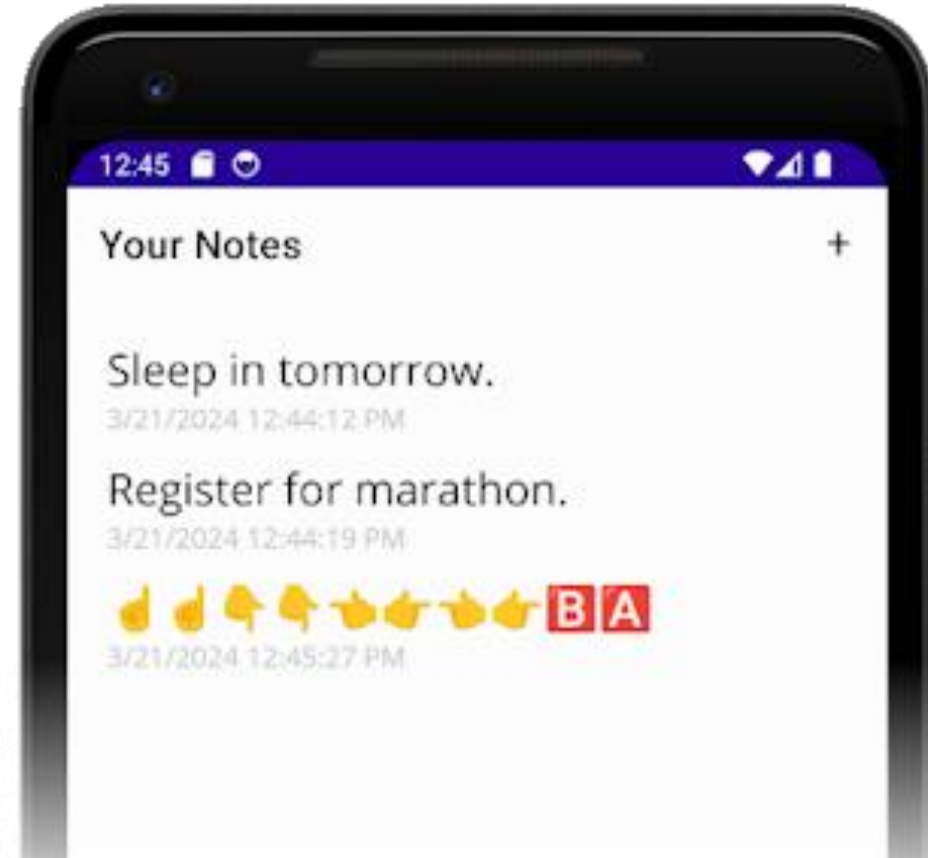 12:45
Your Notes +
Sleep in tomorrow.
3/21/2024 12:44:12 PM
Register for marathon.
3/21/2024 12:44:19 PM
☝️☝️👇👇👈👉👈👉🅱️🅰️
3/21/2024 12:45:27 PM